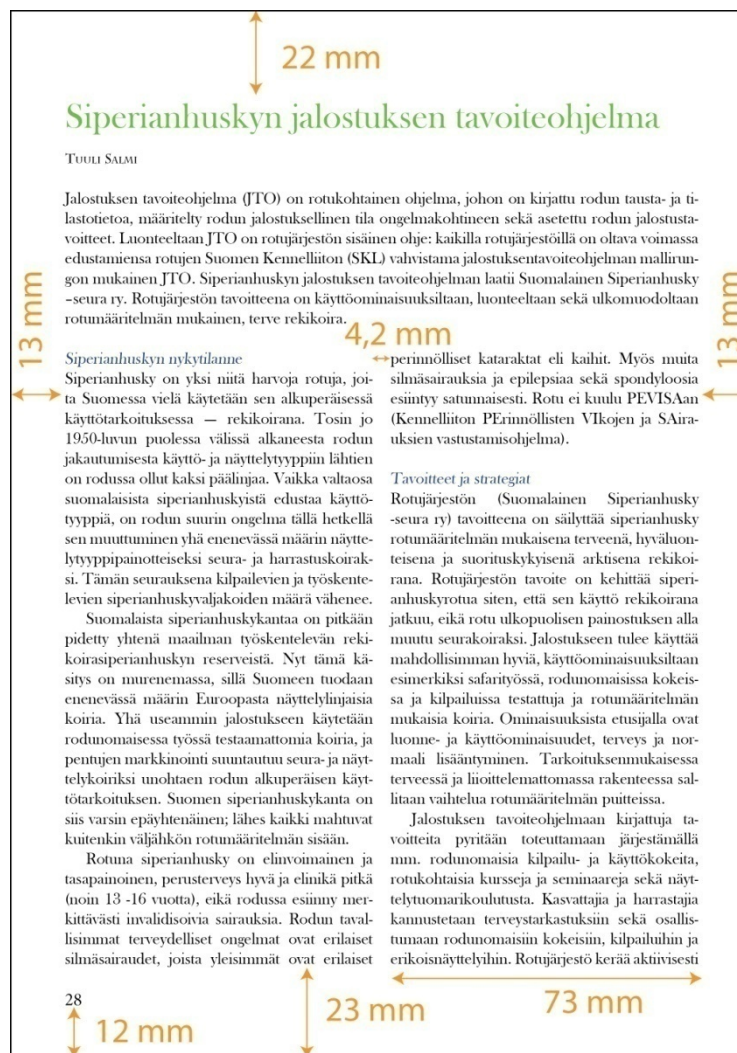 22 mm
Siperianhuskyn jalostuksen tavoiteohjelma
Tuuli Salmi
Jalostuksen tavoiteohjelma (JTO) on rotukohtainen ohjelma, johon on kirjattu rodun tausta- ja ti-
lastotietoa, määritelty rodun jalostuksellinen tila ongelmakohtineen sekä asetettu rodun jalostusta-
voitteet. Luonteeltaan JTO on rotujärjestön sisäinen ohje: kaikilla rotujärjestöillä on oltava voimassa
edustamiensa rotujen Suomen Kennelliiton (SKL) vahvistama jalostuksentavoiteohjelman mallirun-
gon mukainen JTO. Siperianhuskyn jalostuksen tavoiteohjelman laatii Suomalainen Siperianhusky
–seura ry. Rotujärjestön tavoitteena on käyttöominaisuuksiltaan, luonteeltaan sekä ulkomuodoltaan
rotumääritelmän mukainen, terve rekikoira.
13 mm
4,2 mm
13 mm
Siperianhuskyn nykytilanne
Siperianhusky on yksi niitä harvoja rotuja, joi-
ta Suomessa vielä käytetään sen alkuperäisessä
käyttötarkoituksessa — rekikoirana. Tosin jo
1950-luvun puolessa välissä alkaneesta rodun
jakautumisesta käyttö- ja näyttelytyyppiin lähtien
on rodussa ollut kaksi päälinjaa. Vaikka valtaosa
suomalaisista siperianhuskyistä edustaa käyttö-
tyyppiä, on rodun suurin ongelma tällä hetkellä
sen muuttuminen yhä enenevässä määrin näytte-
lytyyppipainotteiseksi seura- ja harrastuskoirak-
si. Tämän seurauksena kilpailevien ja työskente-
levien siperianhuskyvaljakoiden määrä vähenee.
Suomalaista siperianhuskykantaa on pitkään
pidetty yhtenä maailman työskentelevän reki-
koirasiperianhuskyn reserveistä. Nyt tämä kä-
sitys on murenemassa, sillä Suomeen tuodaan
enenevässä määrin Euroopasta näyttelylinjaisia
koiria. Yhä useammin jalostukseen käytetään
rodunomaisessa työssä testaamattomia koiria, ja
pentujen markkinointi suuntautuu seura- ja näyt-
telykoiriksi unohtaen rodun alkuperäisen käyt-
tötarkoituksen. Suomen siperianhuskykanta on
siis varsin epäyhtenäinen; lähes kaikki mahtuvat
kuitenkin väljähkön rotumääritelmän sisään.
Rotuna siperianhusky on elinvoimainen ja
tasapainoinen, perusterveys hyvä ja elinikä pitkä
(noin 13 -16 vuotta), eikä rodussa esiinny mer-
kittävästi invalidisoivia sairauksia. Rodun taval-
lisimmat terveydelliset ongelmat ovat erilaiset
silmäsairaudet, joista yleisimmät ovat erilaiset
perinnölliset kataraktat eli kaihit. Myös muita
silmäsairauksia ja epilepsiaa sekä spondyloosia
esiintyy satunnaisesti. Rotu ei kuulu PEVISAan
(Kennelliiton PErinnöllisten VIkojen ja SAira-
uksien vastustamisohjelma).
Tavoitteet ja strategiat
Rotujärjestön (Suomalainen Siperianhusky
-seura ry) tavoitteena on säilyttää siperianhusky
rotumääritelmän mukaisena terveenä, hyväluon-
teisena ja suorituskykyisenä arktisena rekikoi-
rana. Rotujärjestön tavoite on kehittää siperi-
anhuskyrotua siten, että sen käyttö rekikoirana
jatkuu, eikä rotu ulkopuolisen painostuksen alla
muutu seurakoiraksi. Jalostukseen tulee käyttää
mahdollisimman hyviä, käyttöominaisuuksiltaan
esimerkiksi safarityössä, rodunomaisissa kokeis-
sa ja kilpailuissa testattuja ja rotumääritelmän
mukaisia koiria. Ominaisuuksista etusijalla ovat
luonne- ja käyttöominaisuudet, terveys ja nor-
maali lisääntyminen. Tarkoituksenmukaisessa
terveessä ja liioittelemattomassa rakenteessa sal-
litaan vaihtelua rotumääritelmän puitteissa.
Jalostuksen tavoiteohjelmaan kirjattuja ta-
voitteita pyritään toteuttamaan järjestämällä
mm. rodunomaisia kilpailu- ja käyttökokeita,
rotukohtaisia kursseja ja seminaareja sekä näyt-
telytuomarikoulutusta. Kasvattajia ja harrastajia
kannustetaan terveystarkastuksiin sekä osallis-
tumaan rodunomaisiin kokeisiin, kilpailuihin ja
erikoisnäyttelyihin. Rotujärjestö kerää aktiivisesti
28
12 mm
23 mm
73 mm